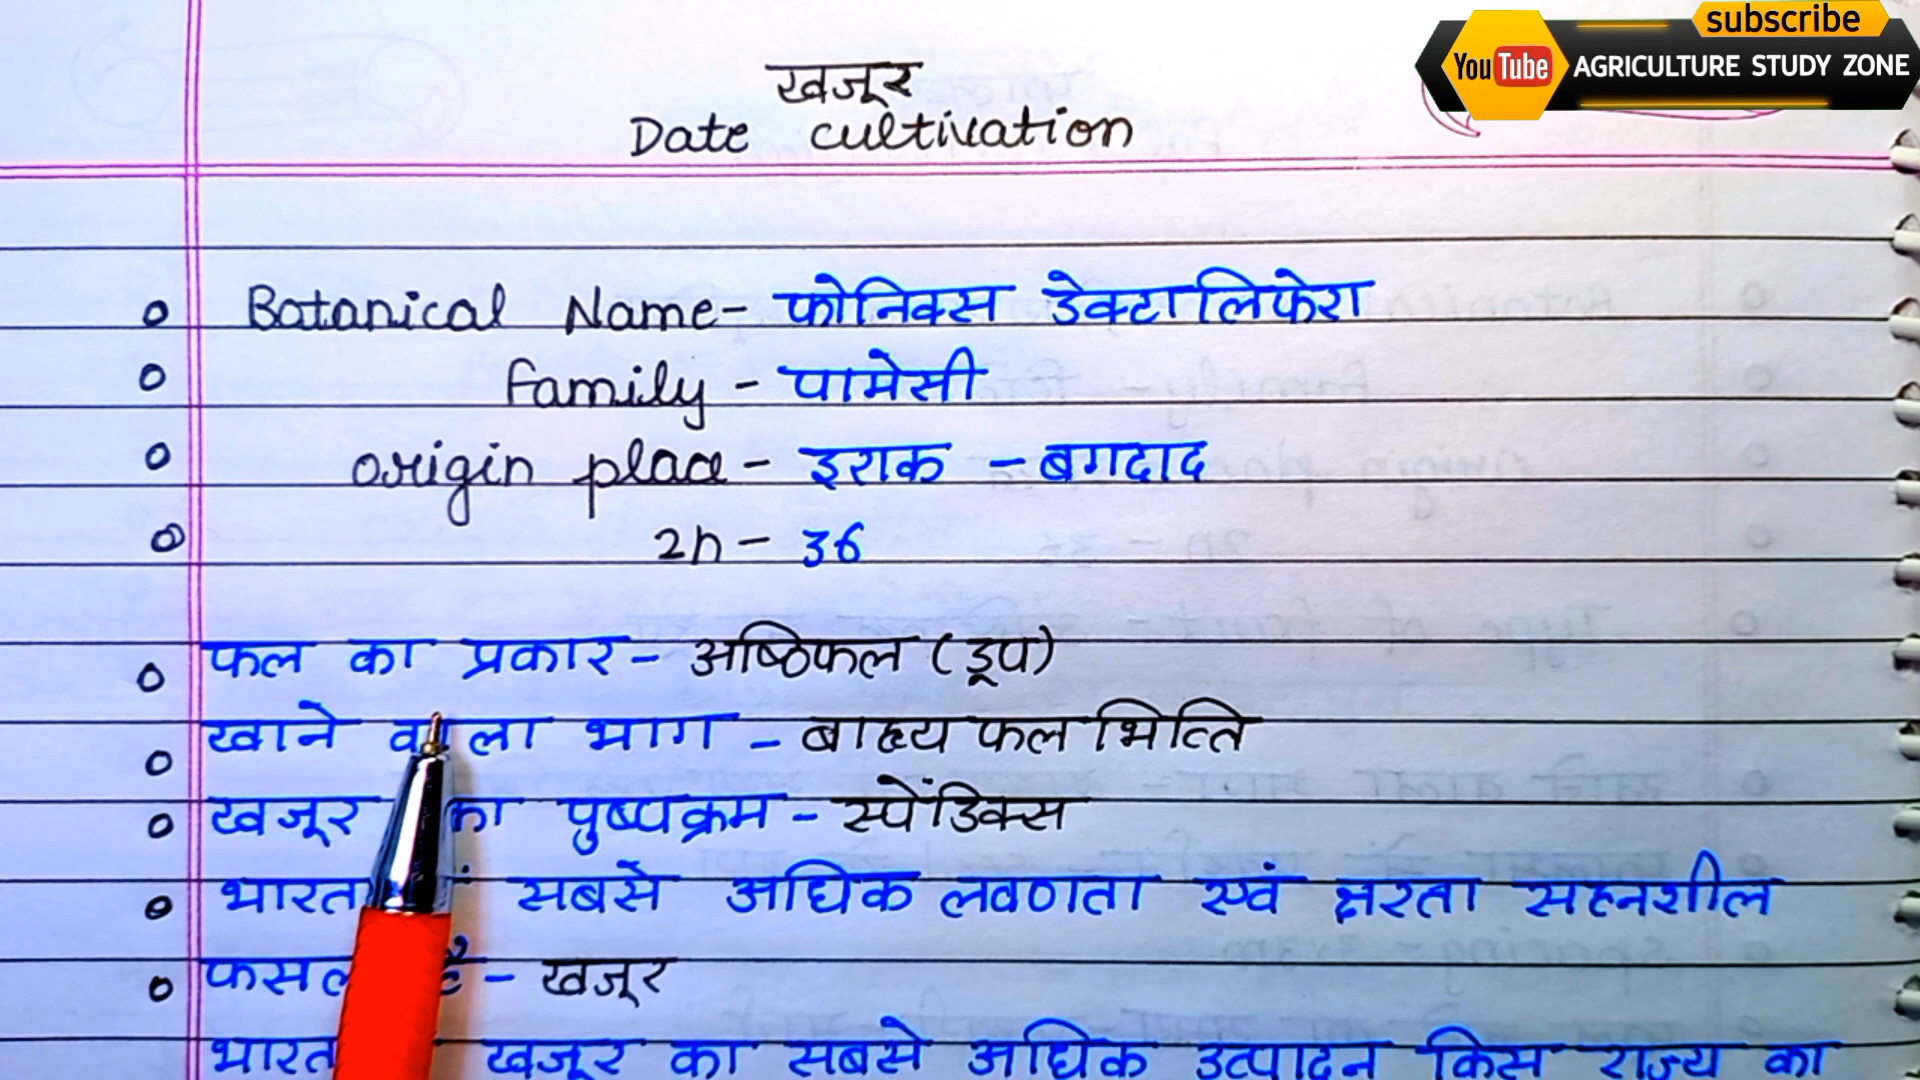 subscribe
YouTube AGRICULTURE STUDY ZONE
खजूर
Date cultivation
Botanical Name- फोनिक्स डेक्टालिफेरा
family - पामेसी
origin place - इराक - बगदाद
2n - 36
फल का प्रकार - अष्ठिफल (ड्रूप)
खाने वाला भाग - बाह्य फल भित्ति
खजूर का पुष्पक्रम - स्पेंडिक्स
भारत सबसे अधिक लवणता एवं क्षरता सहनशील
फसल है - खजूर
भारत खजूर का सबसे अधिक उत्पादन किस राज्य का